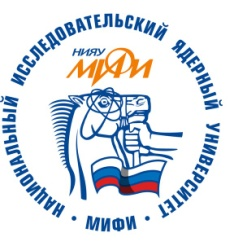 НАЦИОНАЛЬНЫЙ ИССЛЕДОВАТЕЛЬСКИЙ ЯДЕРНЫЙ УНИВЕРСИТЕТ
• МИФИ •
НИЯУ
МИФИ